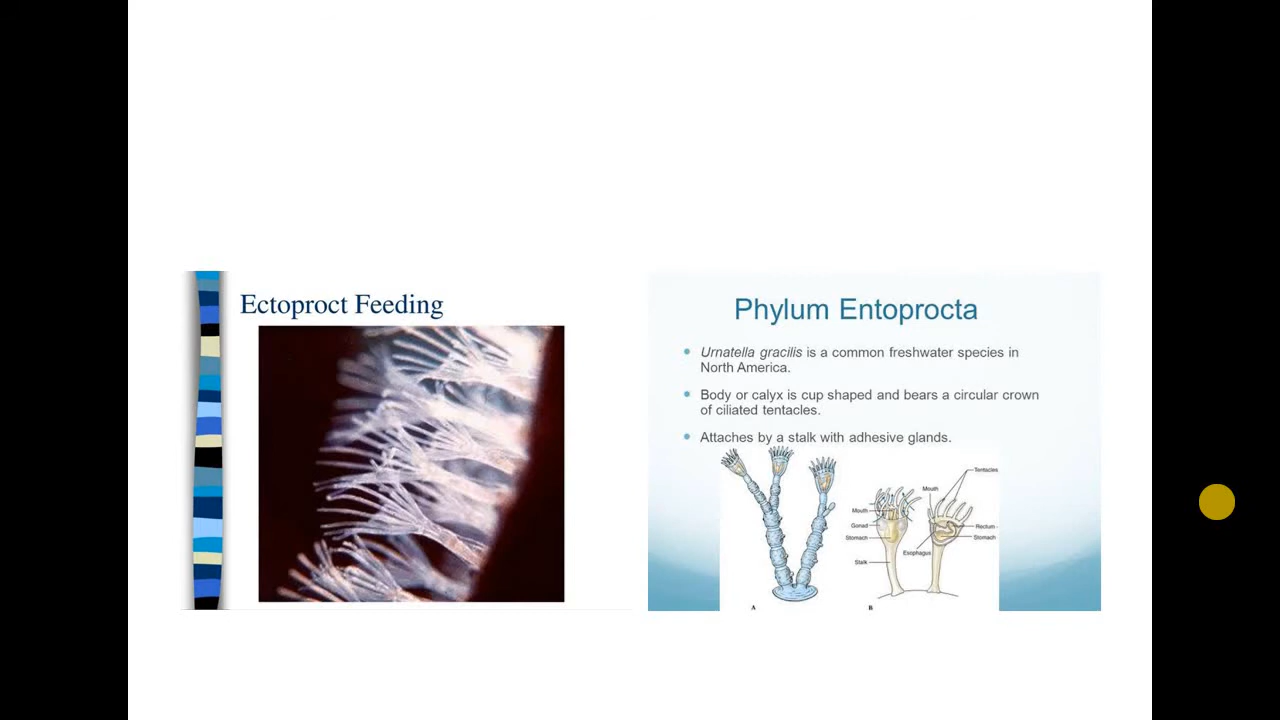 Ectoproct Feeding
Phylum Entoprocta
Urnatella gracilis is a common freshwater species in
North America.
Body or calyx is cup shaped and bears a circular crown
of ciliated tentacles.
Attaches by a stalk with adhesive glands.
Tentacles
Mouth
Mouth
Gonad
Rectum
Stomach
Stomach
Esophagus
Stalk
A
B